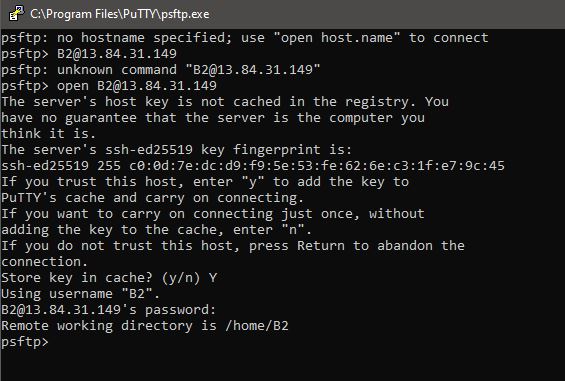 C:\Program Files\PuTTY\psftp.exe
psftp: no hostname specified; use "open host.name" to connect
psftp> B2@13.84.31.149
psftp: unknown command "B2@13.84.31.149"
psftp> open B2@13.84.31.149
The server's host key is not cached in the registry. You
have no guarantee that the server is the computer you
think it is.
The server's ssh-ed25519 key fingerprint is:
ssh-ed25519 255 c0:0d:7e:dc:d9:f9:5e:53:fe:62:6e:c3:1f:e7:9c:45
If you trust this host, enter "y" to add the key to
PuTTY's cache and carry on connecting.
If you want to carry on connecting just once, without
adding the key to the cache, enter "n".
If you do not trust this host, press Return to abandon the
connection.
Store key in cache? (y/n) Y
Using username "B2".
B2@13.84.31.149's password:
Remote working directory is /home/B2
psftp>